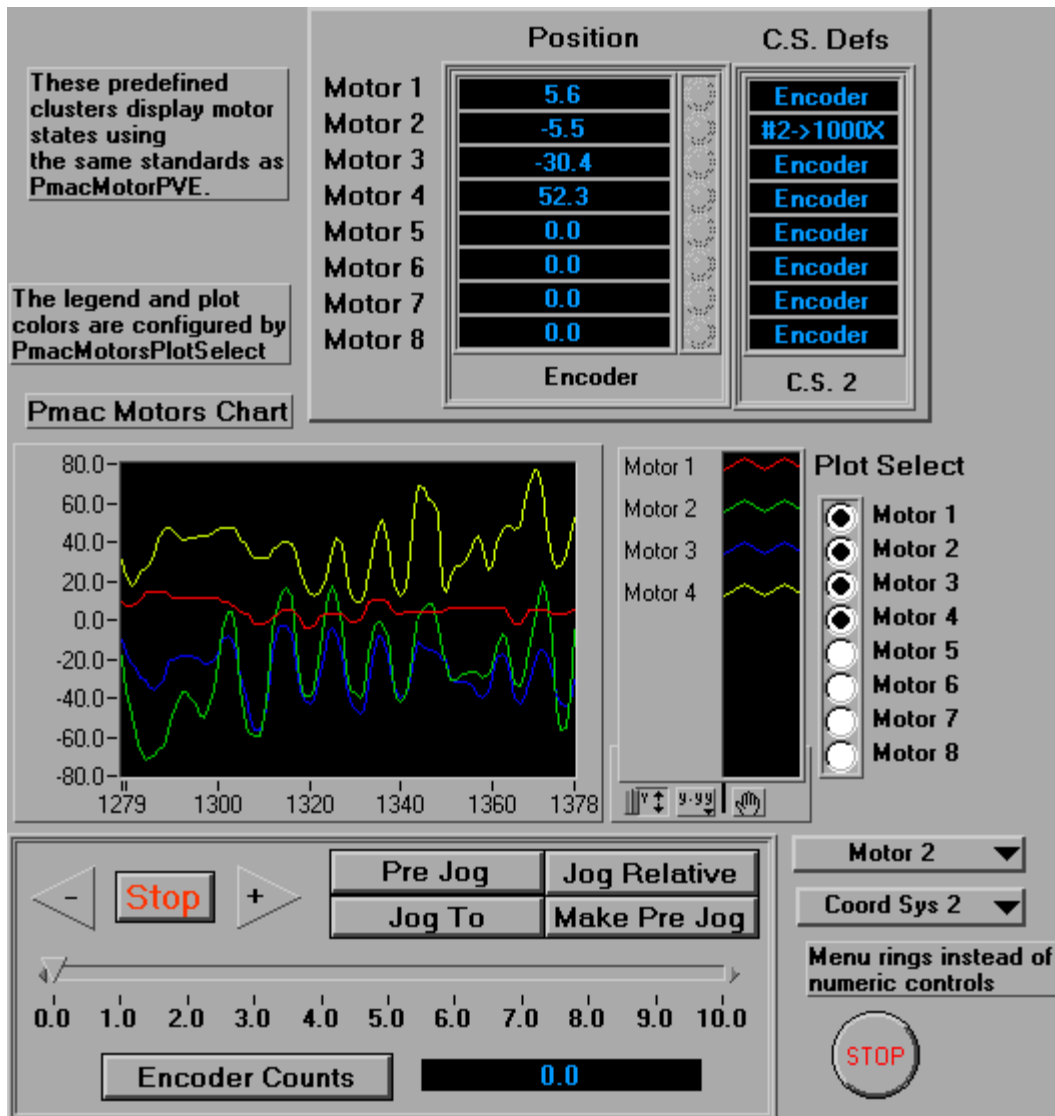 Position C.S. Defs
These predefined
clusters display motor
states using
the same standards as
PmacMotorPVE.
Motor 1 5.6 Encoder
Motor 2 -5.5 #2->1000X
Motor 3 -30.4 Encoder
Motor 4 52.3 Encoder
Motor 5 0.0 Encoder
Motor 6 0.0 Encoder
Motor 7 0.0 Encoder
Motor 8 0.0 Encoder
Encoder C.S. 2
The legend and plot
colors are configured by
PmacMotorsPlotSelect
Pmac Motors Chart
80.0
60.0
40.0
20.0
0.0
-20.0
-40.0
-60.0
-80.0
1279 1300 1320 1340 1360 1378
Motor 1
Motor 2
Motor 3
Motor 4
Y y.yy
Plot Select
Motor 1
Motor 2
Motor 3
Motor 4
Motor 5
Motor 6
Motor 7
Motor 8
- Stop +
Pre Jog Jog Relative
Jog To Make Pre Jog
0.0 1.0 2.0 3.0 4.0 5.0 6.0 7.0 8.0 9.0 10.0
Encoder Counts 0.0
Motor 2
Coord Sys 2
Menu rings instead of
numeric controls
STOP